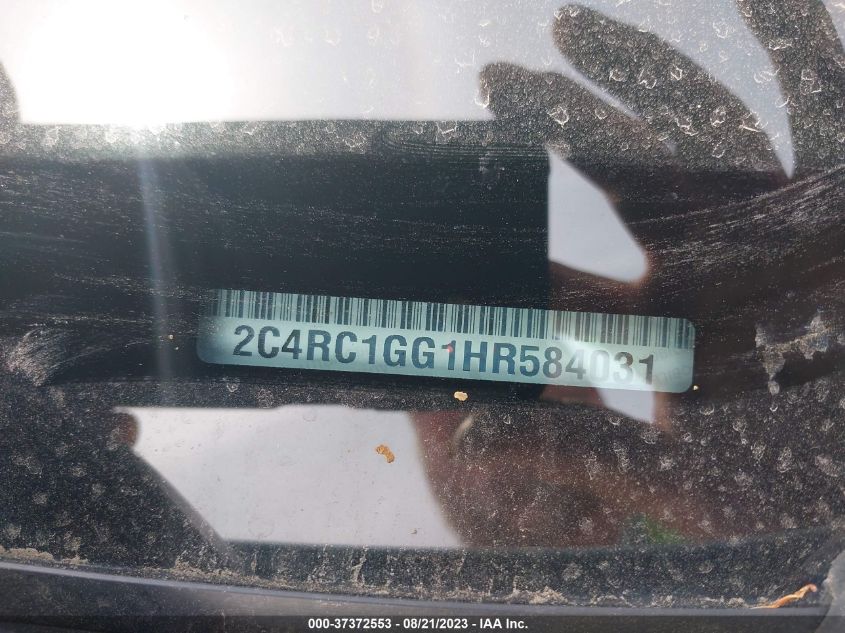 2C4RC1GG1HR584031
000-37372553 - 08/21/2023 - IAA Inc.